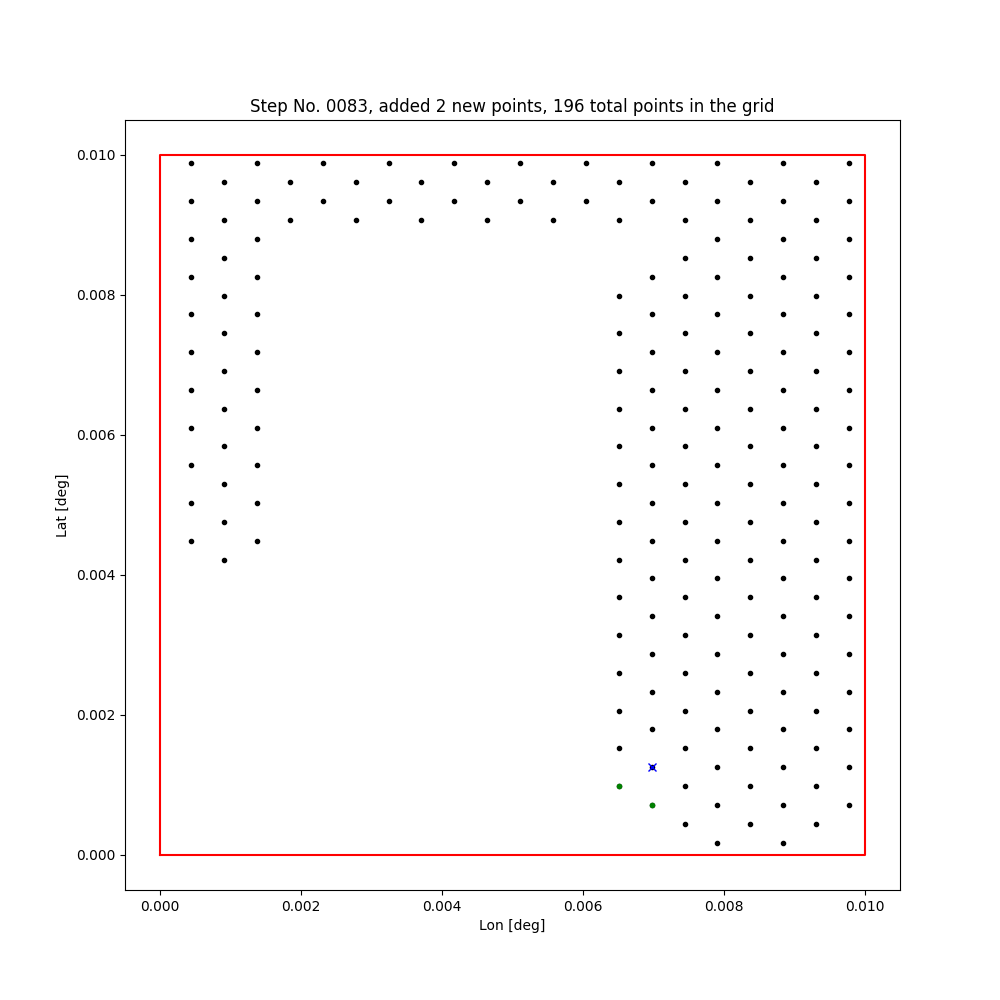 Step No. 0083, added 2 new points, 196 total points in the grid
0.010
0.008
0.006
0.004
0.002
0.000
Lat [deg]
0.000 0.002 0.004 0.006 0.008 0.010
Lon [deg]